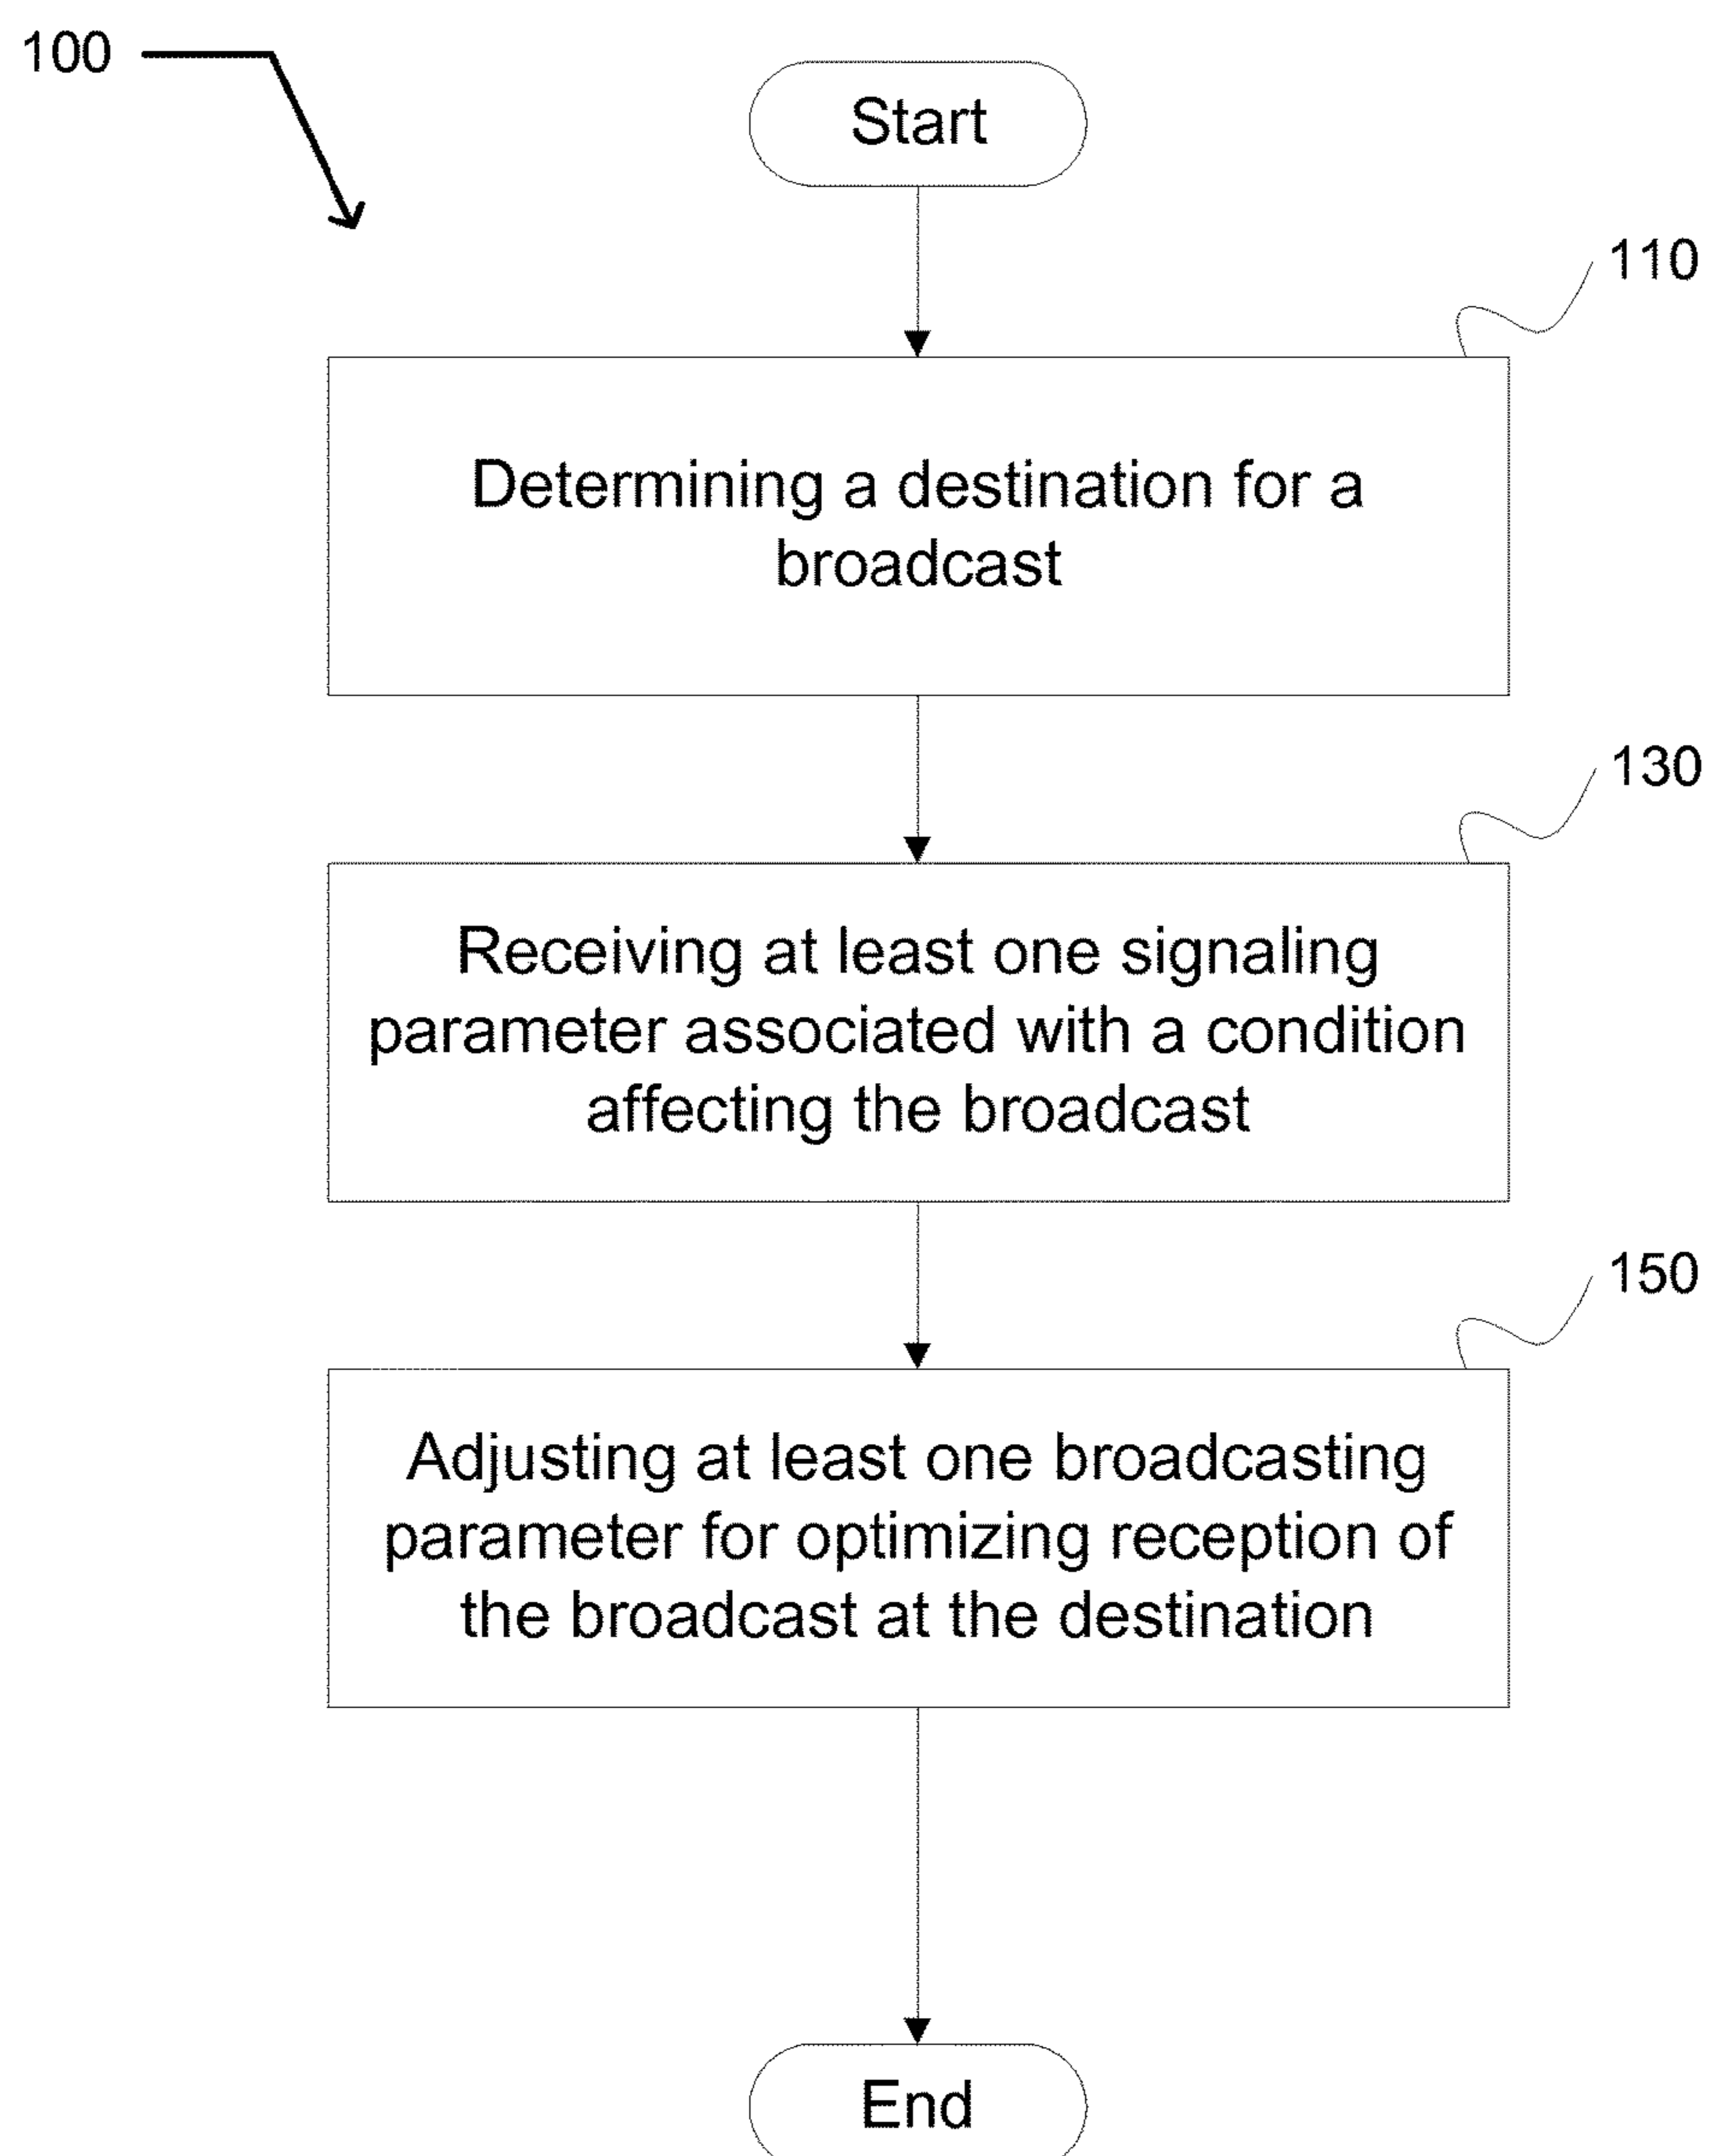 100
Start
110
Determining a destination for a
broadcast
130
Receiving at least one signaling
parameter associated with a condition
affecting the broadcast
150
Adjusting at least one broadcasting
parameter for optimizing reception of
the broadcast at the destination
End